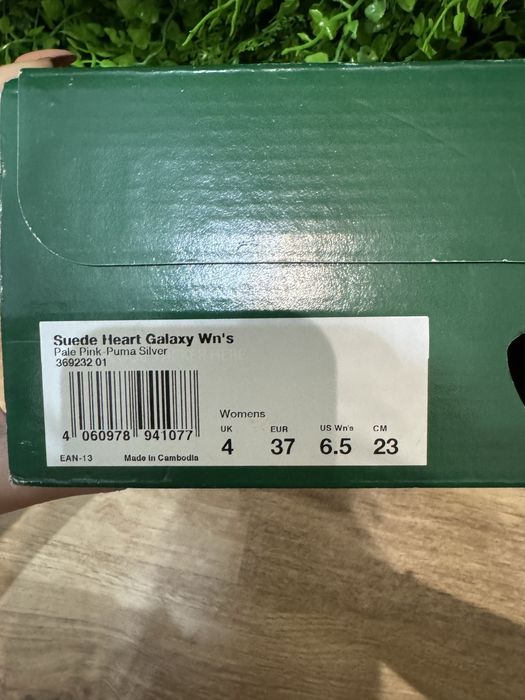 Suede Heart Galaxy Wn's
Pale Pink-Puma Silver
369232 01
4 060978 941077
EAN-13 Made in Cambodia
Womens
UK EUR US Wn's CM
4 37 6.5 23